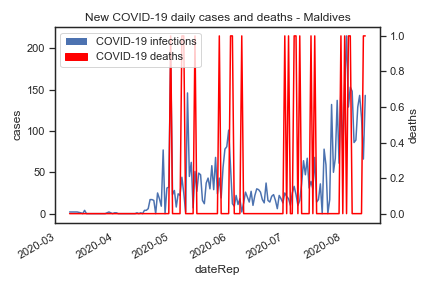 New COVID-19 daily cases and deaths - Maldives
COVID-19 infections
COVID-19 deaths
200
150
100
50
0
cases
1.0
0.8
0.6
0.4
0.2
0.0
deaths
2020-03
2020-04
2020-05
2020-06
2020-07
2020-08
dateRep